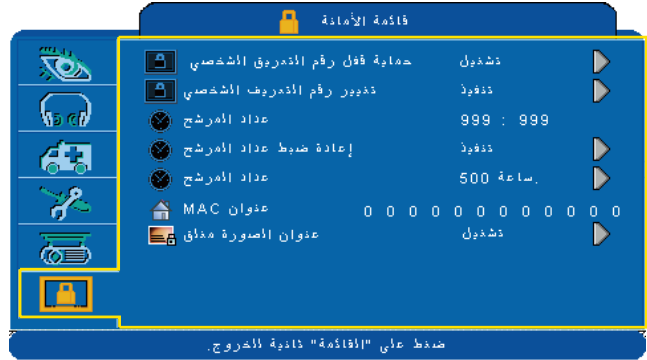 قائمة الأمانة
حماية قفل رقم التعريق الشخصي تشغيل
تغيير رقم التعريف الشخصي تنفيذ
عداد المرشح 999 : 999
إعادة ضبط عداد المرشح تنفيذ
عداد المرشح 500 ساعة.
عنوان MAC 0 0 0 0 0 0 0 0 0 0 0 0
عنوان الصورة مغلق تشغيل
ضغط على "القائمة" ثانية للخروج.